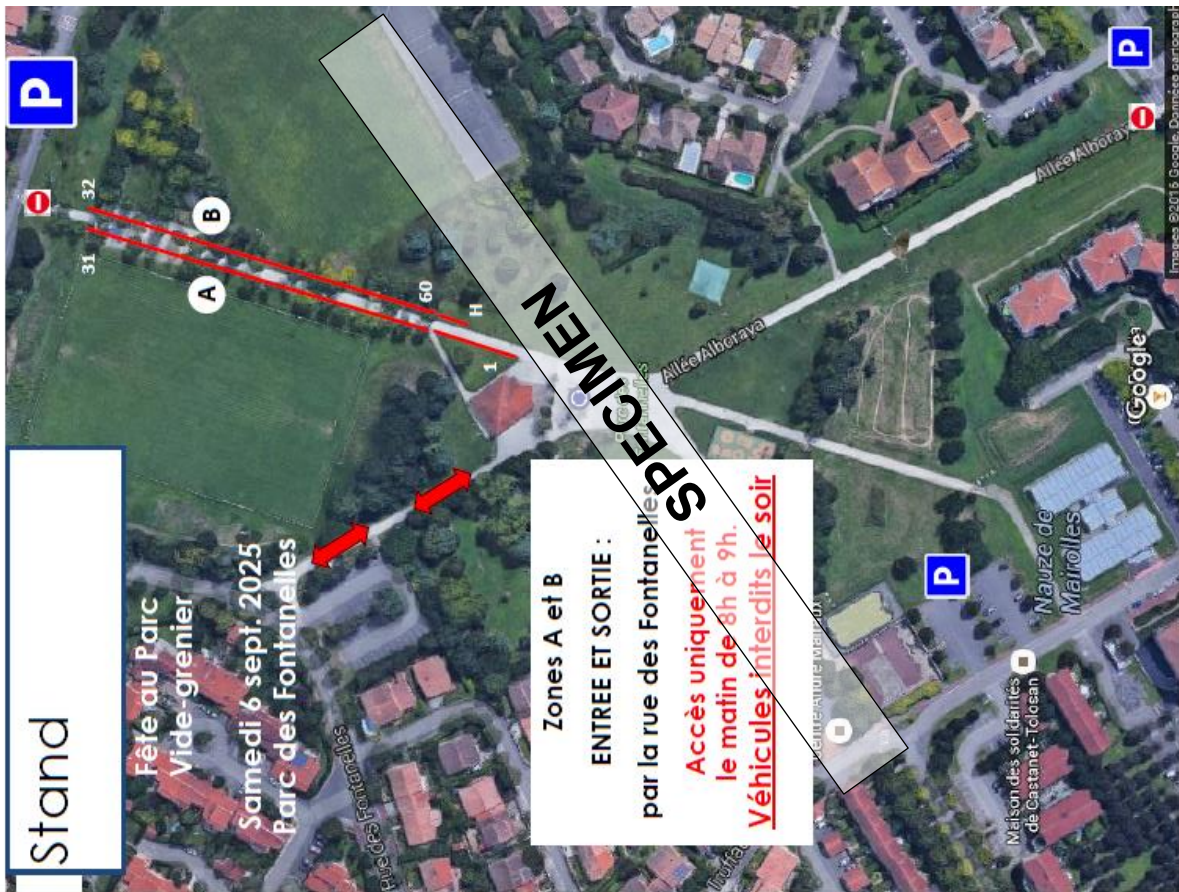 Stand
Fête au Parc
Vide-grenier
Samedi 6 sept. 2025
Parc des Fontanelles
P
31
32
A
B
60
H
1
Zones A et B
ENTREE ET SORTIE :
par la rue des Fontanelles
Accès uniquement
le matin de 8h à 9h.
Véhicules interdits le soir
SPECIMEN
Rue des Fontanelles
Allée Alboraya
Allée Alboraya
P
P
Nauze de
Mairolles
Maison des solidarités
de Castanet-Tolosan
Google
Images ©2016 Google, Données cartograph